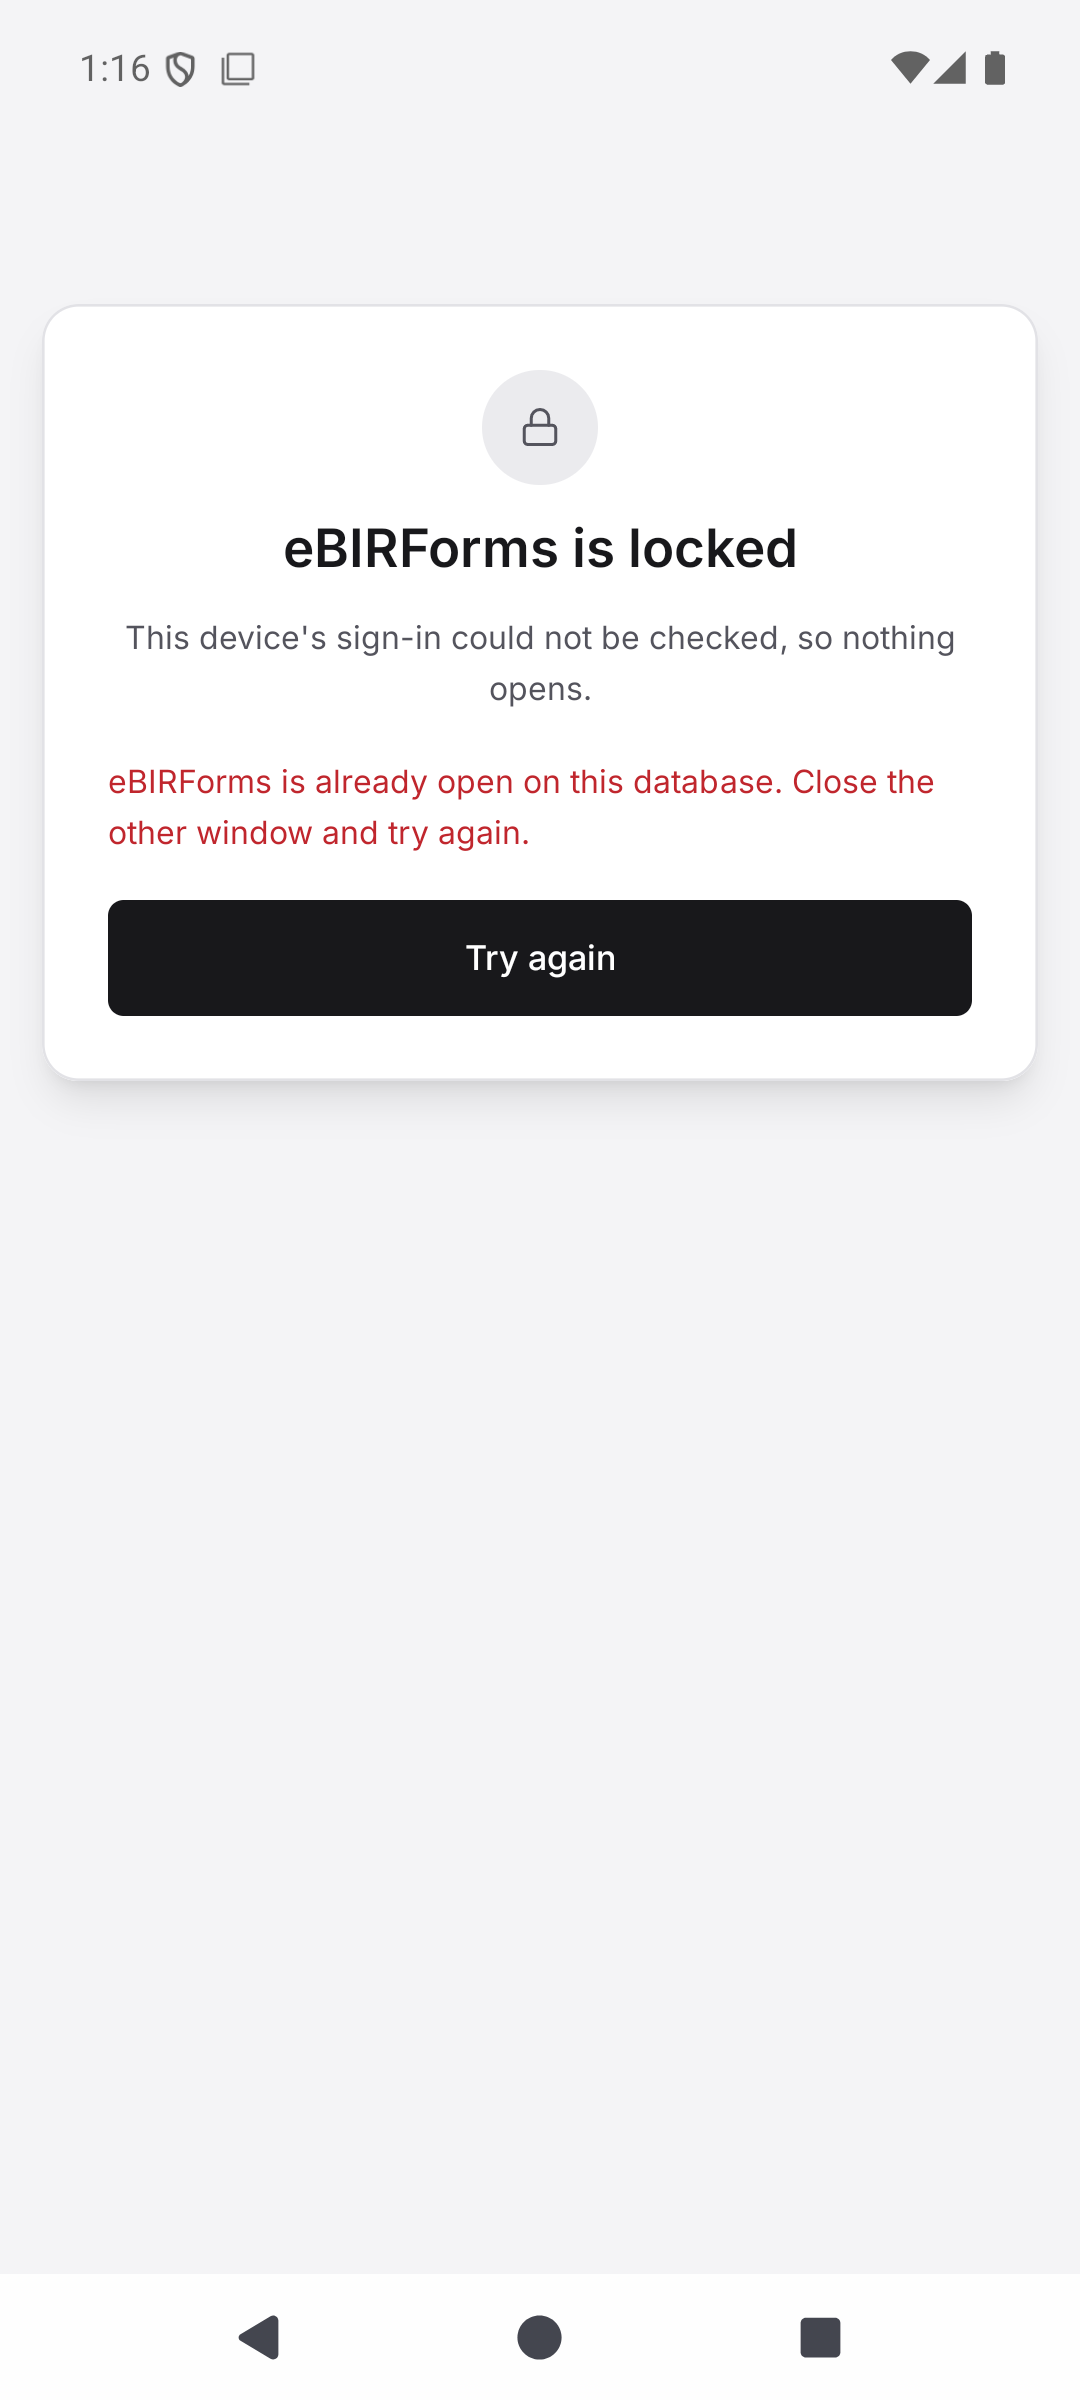 1:16
eBIRForms is locked
This device's sign-in could not be checked, so nothing
opens.
eBIRForms is already open on this database. Close the
other window and try again.
Try again